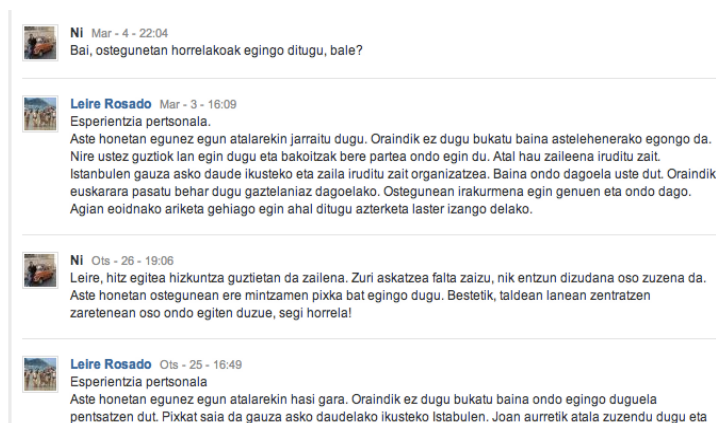 Ni Mar - 4 - 22:04
Bai, ostegunetan horrelakoak egingo ditugu, bale?
Leire Rosado Mar - 3 - 16:09
Esperientzia pertsonala.
Aste honetan egunez egun atalarekin jarraitu dugu. Oraindik ez dugu bukatu baina astelehenerako egongo da.
Nire ustez guztiok lan egin dugu eta bakoitzak bere partea ondo egin du. Atal hau zaileena iruditu zait.
Istanbulen gauza asko daude ikusteko eta zaila iruditu zait organizatzea. Baina ondo dagoela uste dut. Oraindik
euskarara pasatu behar dugu gaztelaniaz dagoelako. Ostegunean irakurmena egin genuen eta ondo dago.
Agian eoidnako ariketa gehiago egin ahal ditugu azterketa laster izango delako.
Ni Ots - 26 - 19:06
Leire, hitz egitea hizkuntza guztietan da zailena. Zuri askatzea falta zaizu, nik entzun dizudana oso zuzena da.
Aste honetan ostegunean ere mintzamen pixka bat egingo dugu. Bestetik, taldean lanean zentratzen
zaretenean oso ondo egiten duzue, segi horrela!
Leire Rosado Ots - 25 - 16:49
Esperientzia pertsonala
Aste honetan egunez egun atalarekin hasi gara. Oraindik ez dugu bukatu baina ondo egingo duguela
pentsatzen dut. Pixkat saia da gauza asko daudelako ikusteko Istabulen. Joan aurretik atala zuzendu dugu eta